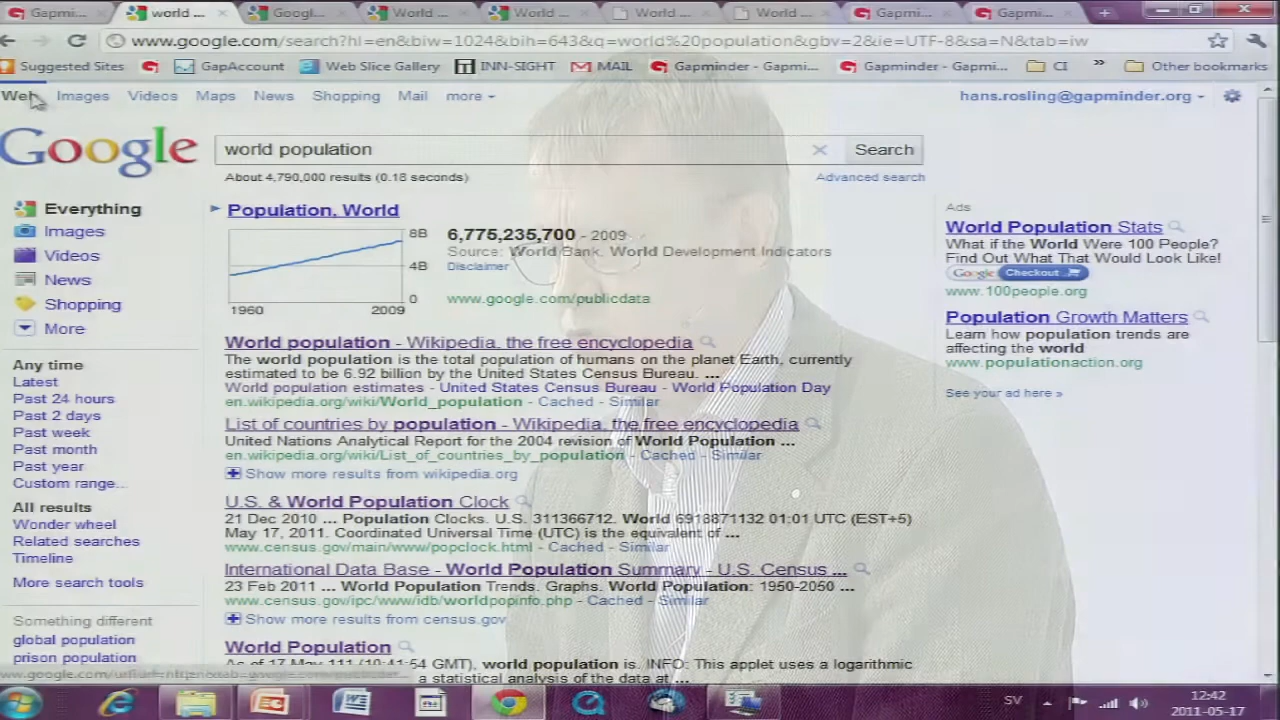 Gapmin...
world ...
Googl...
World ...
World ...
World ...
World ...
Gapmi...
Gapmi...
www.google.com/search?hl=en&biw=1024&bih=643&q=world%20population&gbv=2&ie=UTF-8&sa=N&tab=iw
Suggested Sites
GapAccount
Web Slice Gallery
INN-SIGHT
MAIL
Gapminder - Gapmi...
Gapminder - Gapmi...
CI
»
Other bookmarks
Web Images Videos Maps News Shopping Mail more
hans.rosling@gapminder.org
Google
world population
Search
About 4,790,000 results (0.18 seconds)
Advanced search
Everything
Images
Videos
News
Shopping
More
Any time
Latest
Past 24 hours
Past 2 days
Past week
Past month
Past year
Custom range...
All results
Wonder wheel
Related searches
Timeline
More search tools
Something different
global population
prison population
Population, World
8B
4B
0
1960
2009
6,775,235,700 - 2009
Source: World Bank, World Development Indicators
Disclaimer
www.google.com/publicdata
World population - Wikipedia, the free encyclopedia
The world population is the total population of humans on the planet Earth, currently
estimated to be 6.92 billion by the United States Census Bureau. ...
World population estimates - United States Census Bureau - World Population Day
en.wikipedia.org/wiki/World_population - Cached - Similar
List of countries by population - Wikipedia, the free encyclopedia
United Nations Analytical Report for the 2004 revision of World Population ...
en.wikipedia.org/wiki/List_of_countries_by_population - Cached - Similar
Show more results from wikipedia.org
U.S. & World Population Clock
21 Dec 2010 ... Population Clocks. U.S. 311366712. World 6918871132 01:01 UTC (EST+5)
May 17, 2011. Coordinated Universal Time (UTC) is the equivalent of ...
www.census.gov/main/www/popclock.html - Cached - Similar
International Data Base - World Population Summary - U.S. Census ...
23 Feb 2011 ... World Population Trends. Graphs. World Population: 1950-2050 ...
www.census.gov/ipc/www/idb/worldpopinfo.php - Cached - Similar
Show more results from census.gov
World Population
As of 17 May 111 (10:41:54 GMT), world population is. INFO: This applet uses a logarithmic
a statistical analysis of the data at ...
Ads
World Population Stats
What if the World Were 100 People?
Find Out What That Would Look Like!
Google Checkout
www.100people.org
Population Growth Matters
Learn how population trends are
affecting the world
www.populationaction.org
See your ad here »
SV
12:42
2011-05-17